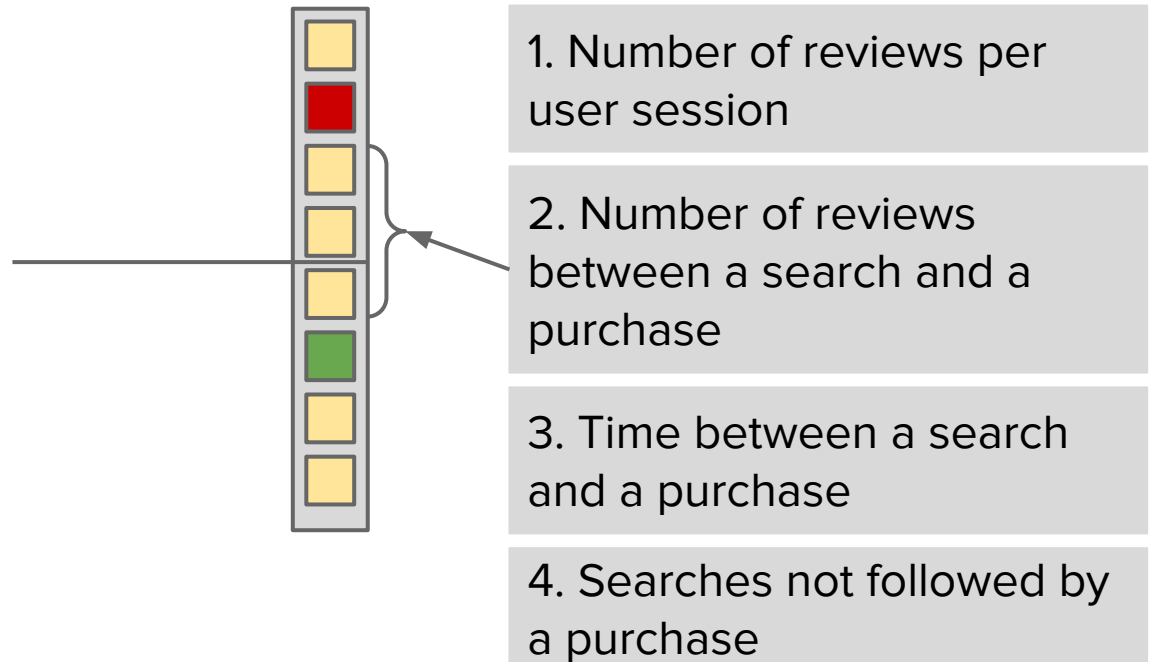 1. Number of reviews per
user session
2. Number of reviews
between a search and a
purchase
3. Time between a search
and a purchase
4. Searches not followed by
a purchase